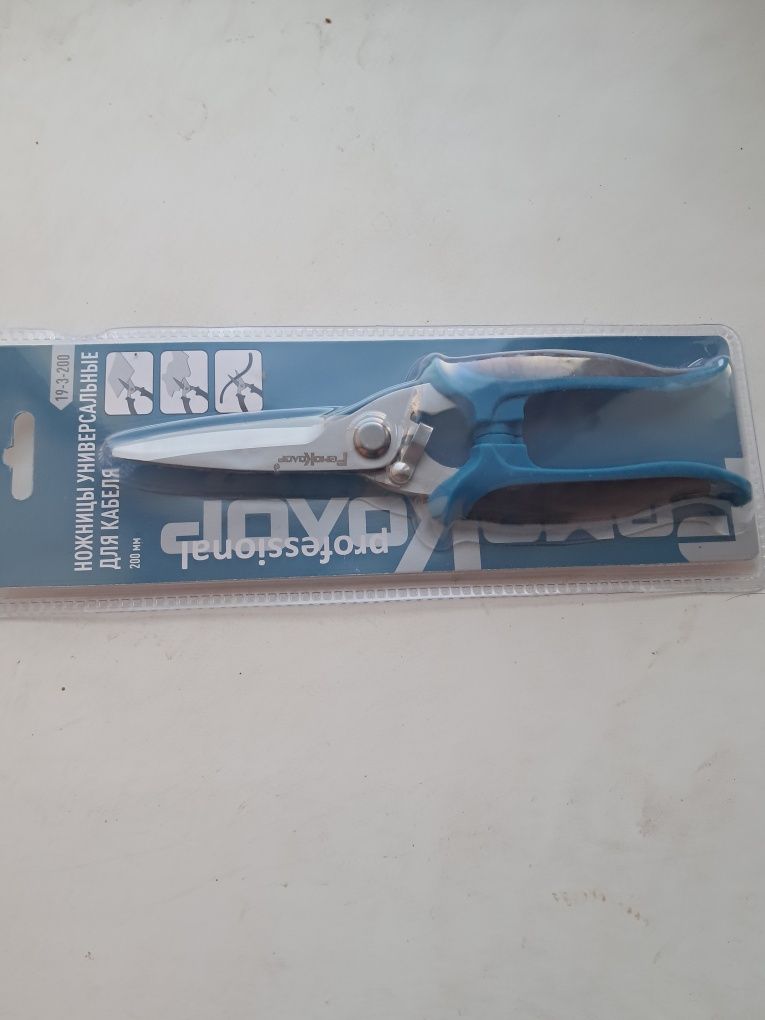 19-3-200
НОЖНИЦЫ УНИВЕРСАЛЬНЫЕ
ДЛЯ КАБЕЛЯ
200 мм
РемоКолор
professional